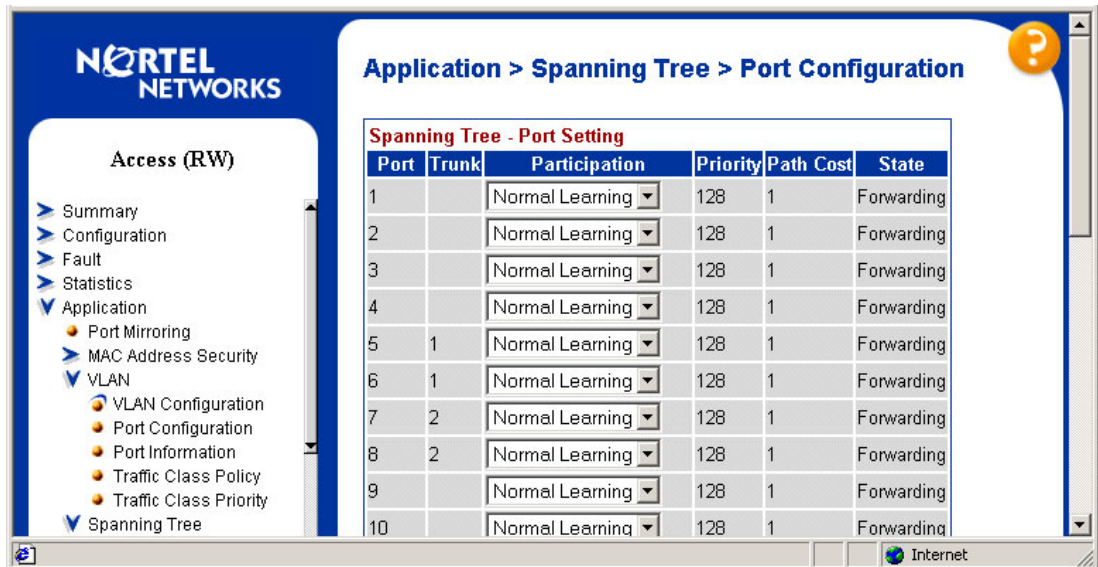 NORTEL
NETWORKS
Access (RW)
Summary
Configuration
Fault
Statistics
Application
Port Mirroring
MAC Address Security
VLAN
VLAN Configuration
Port Configuration
Port Information
Traffic Class Policy
Traffic Class Priority
Spanning Tree
?
Application > Spanning Tree > Port Configuration
Spanning Tree - Port Setting
Port Trunk Participation Priority Path Cost State
1 Normal Learning 128 1 Forwarding
2 Normal Learning 128 1 Forwarding
3 Normal Learning 128 1 Forwarding
4 Normal Learning 128 1 Forwarding
5 1 Normal Learning 128 1 Forwarding
6 1 Normal Learning 128 1 Forwarding
7 2 Normal Learning 128 1 Forwarding
8 2 Normal Learning 128 1 Forwarding
9 Normal Learning 128 1 Forwarding
10 Normal Learning 128 1 Forwarding
Internet